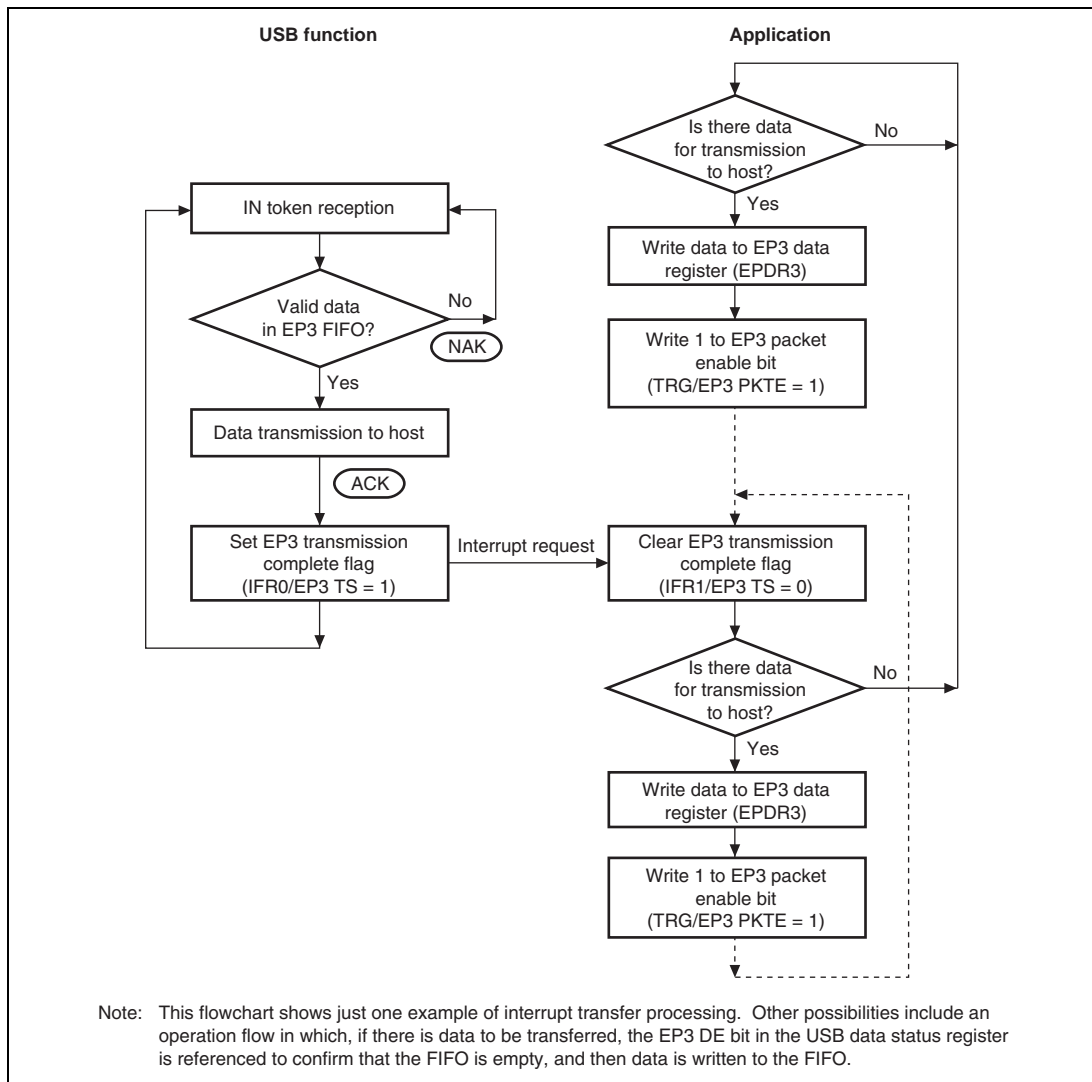 USB function
Application
Is there data
for transmission
to host?
No
Yes
IN token reception
Write data to EP3 data
register (EPDR3)
Valid data
in EP3 FIFO?
No
NAK
Yes
Write 1 to EP3 packet
enable bit
(TRG/EP3 PKTE = 1)
Data transmission to host
ACK
Set EP3 transmission
complete flag
(IFR0/EP3 TS = 1)
Interrupt request
Clear EP3 transmission
complete flag
(IFR1/EP3 TS = 0)
Is there data
for transmission
to host?
No
Yes
Write data to EP3 data
register (EPDR3)
Write 1 to EP3 packet
enable bit
(TRG/EP3 PKTE = 1)
Note: This flowchart shows just one example of interrupt transfer processing. Other possibilities include an
operation flow in which, if there is data to be transferred, the EP3 DE bit in the USB data status register
is referenced to confirm that the FIFO is empty, and then data is written to the FIFO.